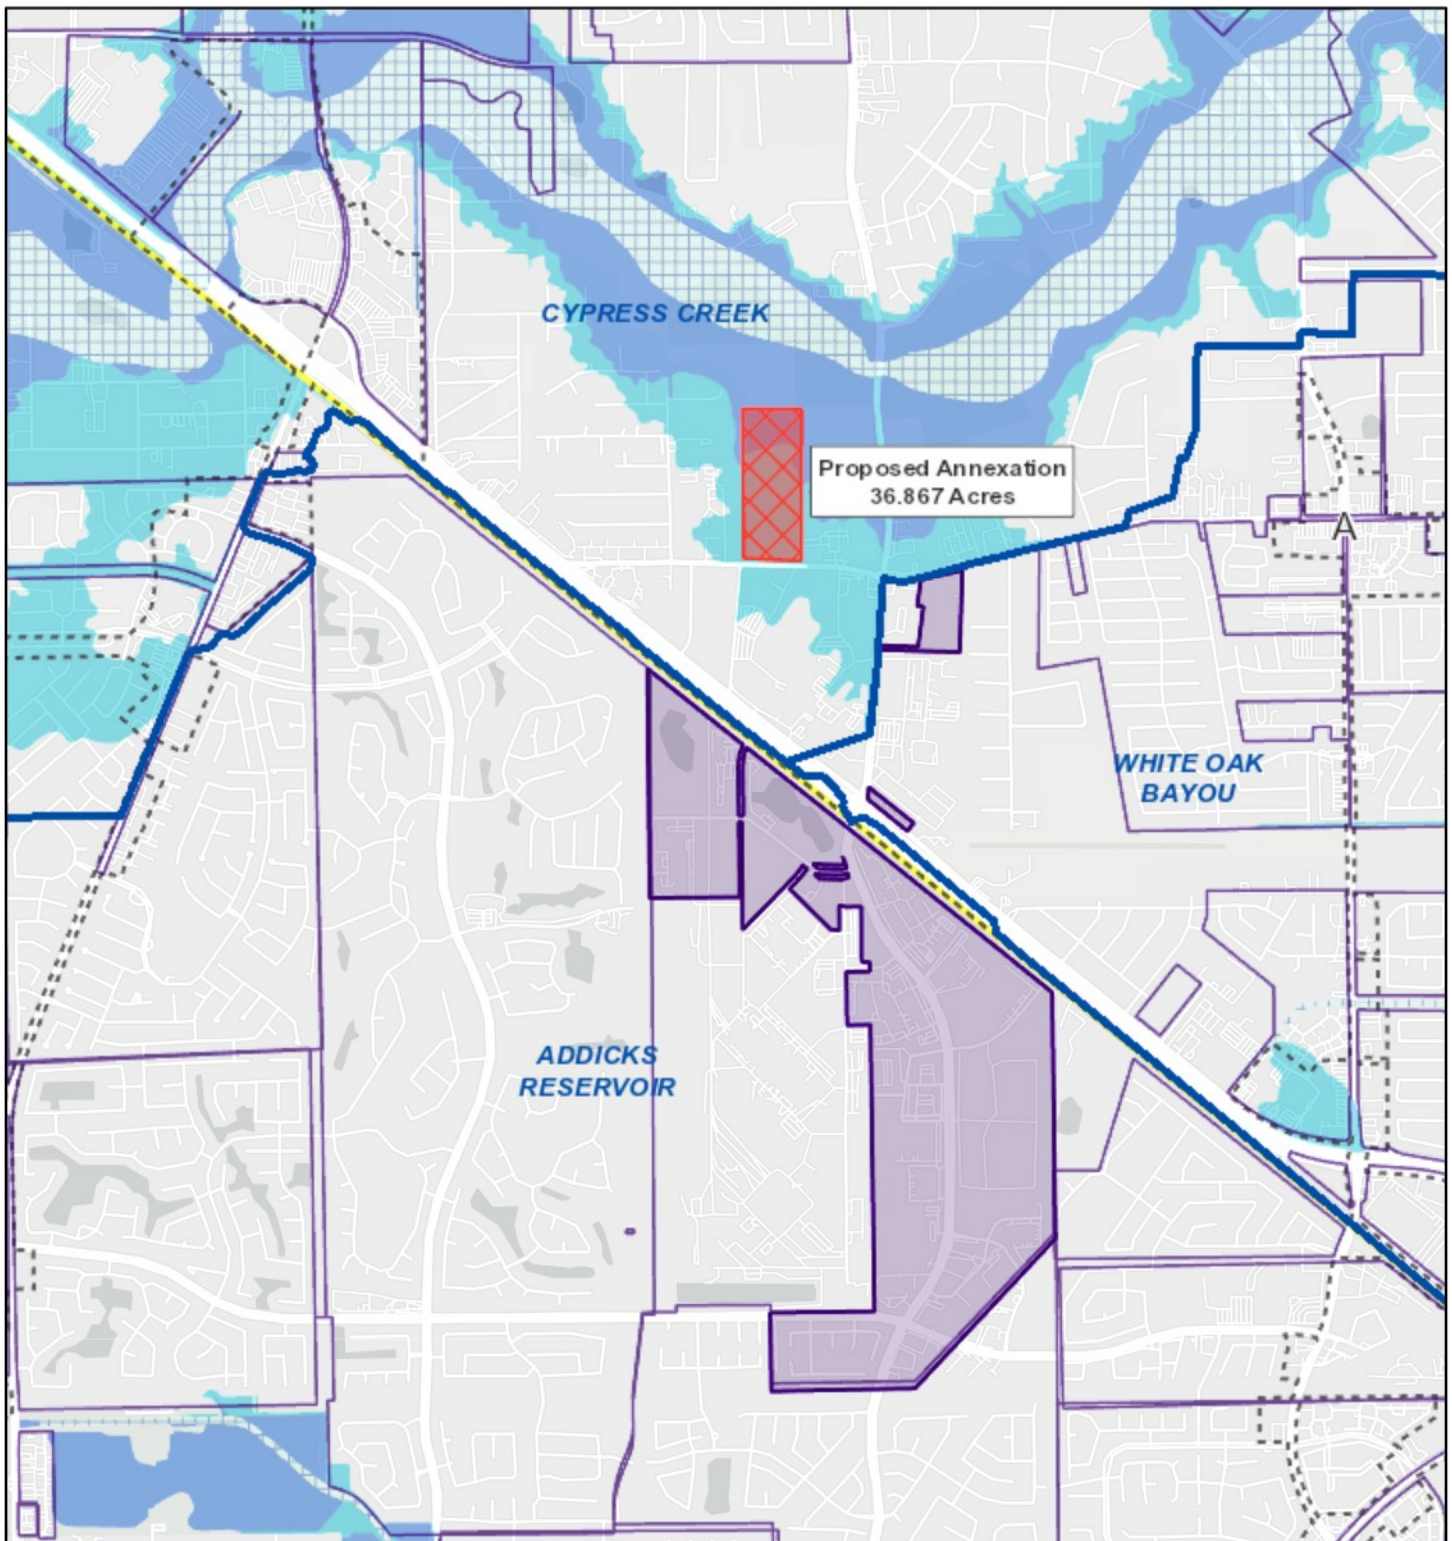 CYPRESS CREEK
Proposed Annexation
36.867 Acres
A
WHITE OAK
BAYOU
ADDICKS
RESERVOIR